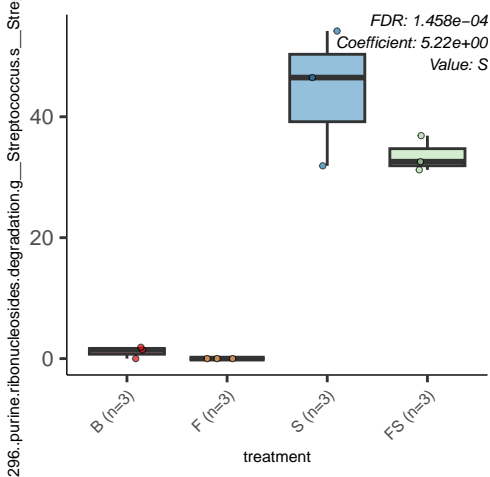 FDR: 1.458e−04
Coefficient: 5.22e+00
Value: S
296..purine.ribonucleosides.degradation.g__Streptococcus.s__Stre
40
20
0
B (n=3)
F (n=3)
S (n=3)
FS (n=3)
treatment